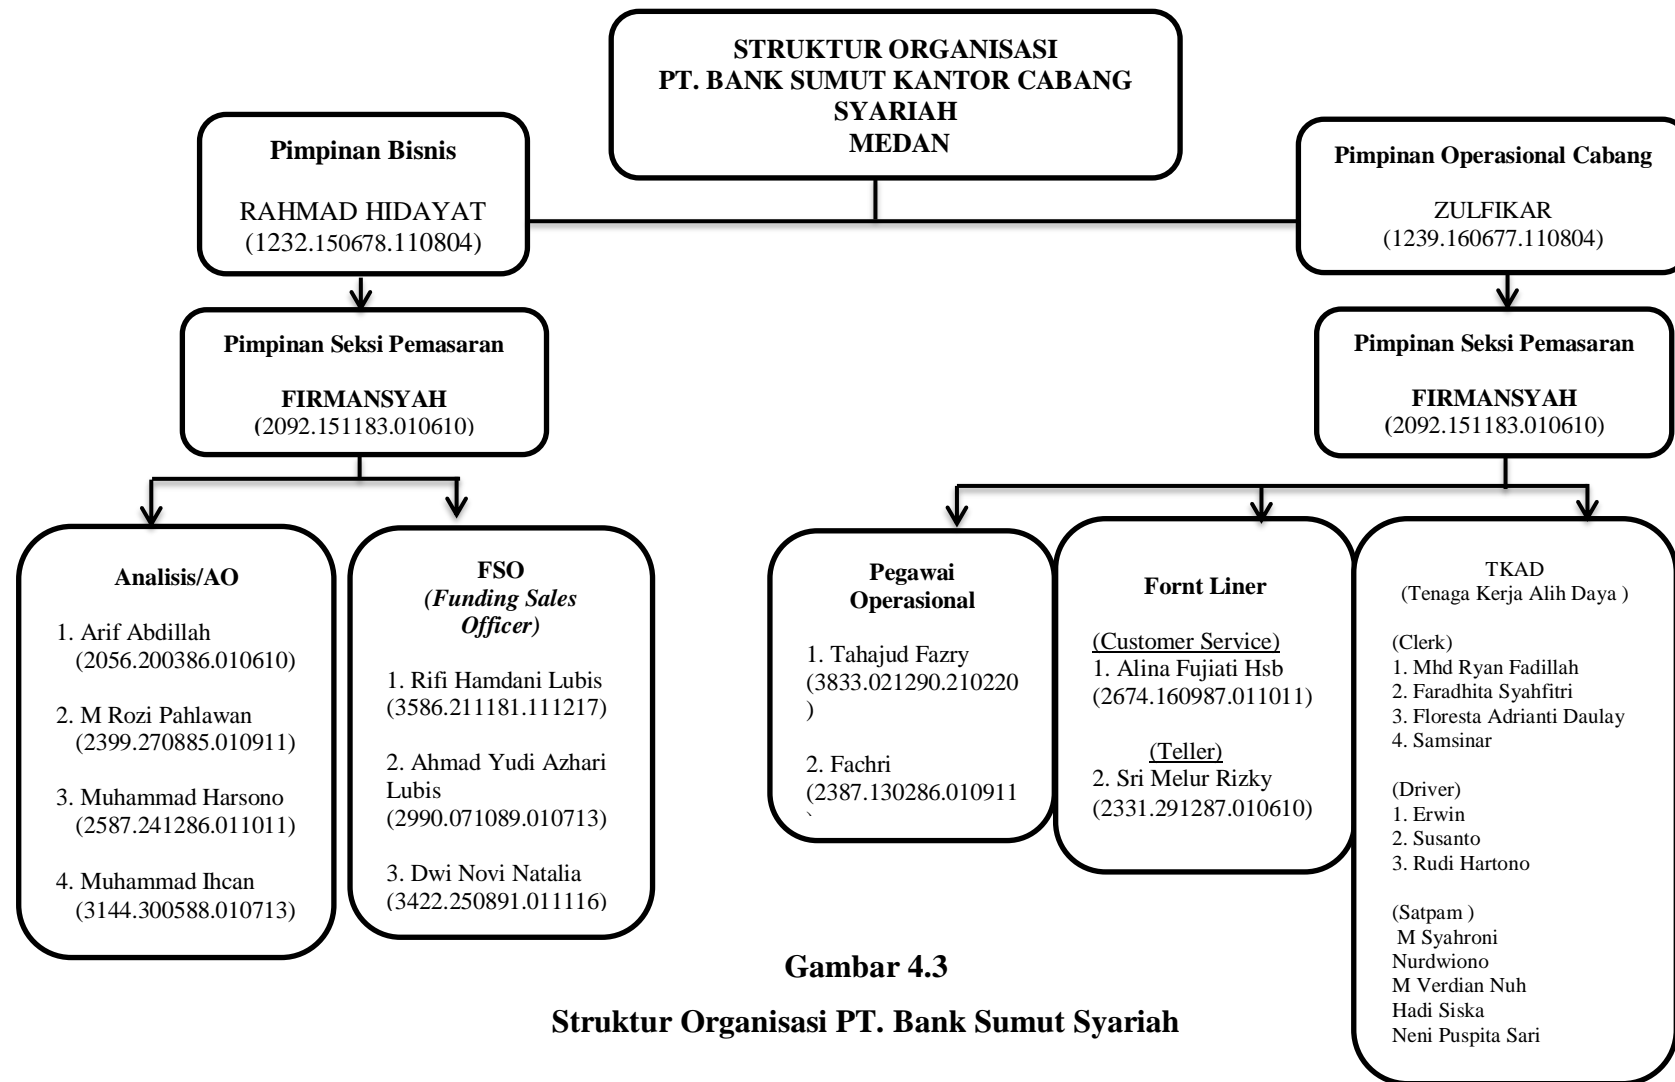 STRUKTUR ORGANISASI
PT. BANK SUMUT KANTOR CABANG
SYARIAH
MEDAN
Pimpinan Bisnis
RAHMAD HIDAYAT
(1232.150678.110804)
Pimpinan Operasional Cabang
ZULFIKAR
(1239.160677.110804)
Pimpinan Seksi Pemasaran
FIRMANSYAH
(2092.151183.010610)
Pimpinan Seksi Pemasaran
FIRMANSYAH
(2092.151183.010610)
Analisis/AO
1. Arif Abdillah
(2056.200386.010610)
2. M Rozi Pahlawan
(2399.270885.010911)
3. Muhammad Harsono
(2587.241286.011011)
4. Muhammad Ihcan
(3144.300588.010713)
FSO
(Funding Sales
Officer)
1. Rifi Hamdani Lubis
(3586.211181.111217)
2. Ahmad Yudi Azhari
Lubis
(2990.071089.010713)
3. Dwi Novi Natalia
(3422.250891.011116)
Pegawai
Operasional
1. Tahajud Fazry
(3833.021290.210220
)
2. Fachri
(2387.130286.010911
)
Fornt Liner
(Customer Service)
1. Alina Fujiati Hsb
(2674.160987.011011)
(Teller)
2. Sri Melur Rizky
(2331.291287.010610)
TKAD
(Tenaga Kerja Alih Daya )
(Clerk)
1. Mhd Ryan Fadillah
2. Faradhita Syahfitri
3. Floresta Adrianti Daulay
4. Samsinar
(Driver)
1. Erwin
2. Susanto
3. Rudi Hartono
(Satpam )
M Syahroni
Nurdwiono
M Verdian Nuh
Hadi Siska
Neni Puspita Sari
Gambar 4.3
Struktur Organisasi PT. Bank Sumut Syariah